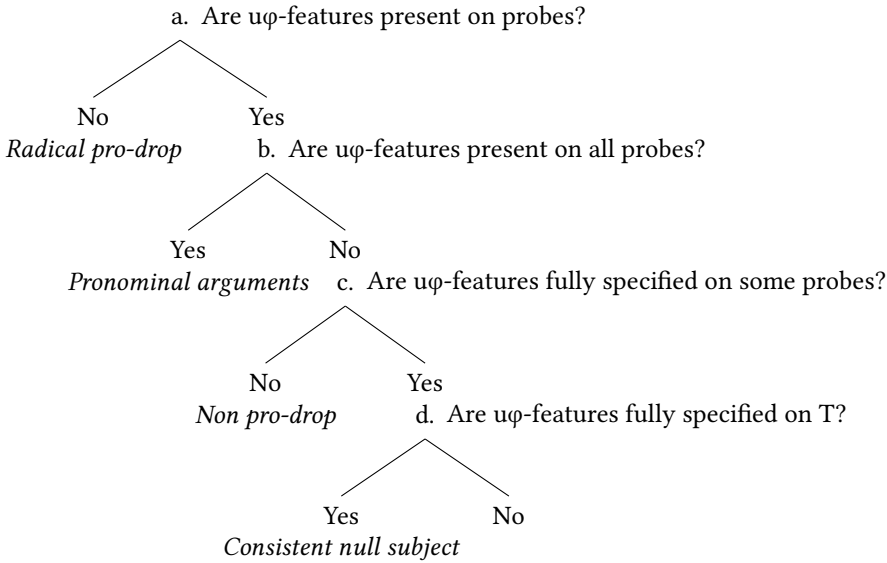 a. Are uφ-features present on probes?
No Yes
Radical pro-drop b. Are uφ-features present on all probes?
Yes No
Pronominal arguments c. Are uφ-features fully specified on some probes?
No Yes
Non pro-drop d. Are uφ-features fully specified on T?
Yes No
Consistent null subject